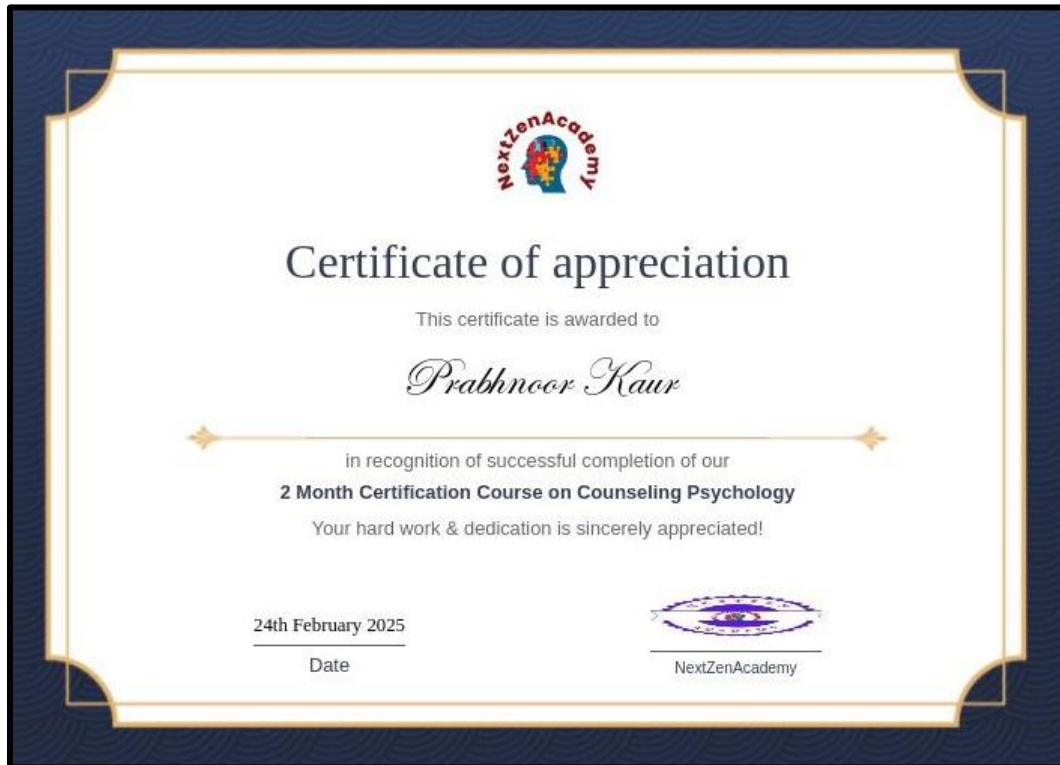 NextZenAcademy
Certificate of appreciation
This certificate is awarded to
Prabhnoor Kaur
in recognition of successful completion of our
2 Month Certification Course on Counseling Psychology
Your hard work & dedication is sincerely appreciated!
24th February 2025
Date
NextZenAcademy